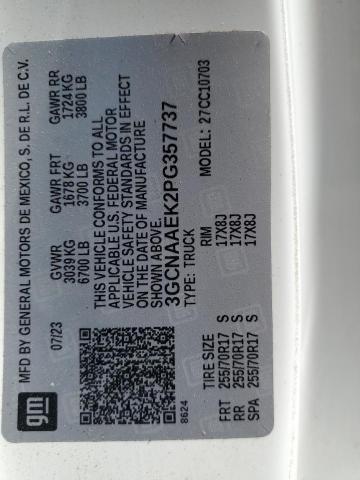 gm
MFD BY GENERAL MOTORS DE MEXICO, S. DE R.L. DE C.V.
07/23
GVWR GAWR FRT GAWR RR
3039 KG 1678 KG 1724 KG
6700 LB 3700 LB 3800 LB
THIS VEHICLE CONFORMS TO ALL
APPLICABLE U.S. FEDERAL MOTOR
VEHICLE SAFETY STANDARDS IN EFFECT
ON THE DATE OF MANUFACTURE
SHOWN ABOVE.
3GCNAAEK2PG357737
TYPE: TRUCK MODEL: 27CC10703
8624
TIRE SIZE RIM
FRT 255/70R17 S 17X8J
RR 255/70R17 S 17X8J
SPA 255/70R17 S 17X8J